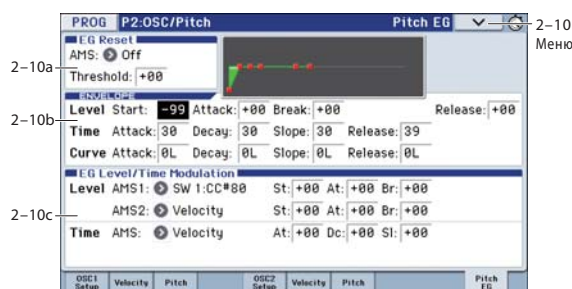 PROG P2:OSC/Pitch Pitch EG
2–10
Меню
EG Reset
AMS: Off
2–10a
Threshold: +00
ENVELOPE
2–10b
Level Start: -99 Attack: +00 Break: +00 Release: +00
Time Attack: 30 Decay: 30 Slope: 30 Release: 39
Curve Attack: 0L Decay: 0L Slope: 0L Release: 0L
EG Level/Time Modulation
Level AMS1: SW 1:CC#80 St: +00 At: +00 Br: +00
2–10c
AMS2: Velocity St: +00 At: +00 Br: +00
Time AMS: Velocity At: +00 Dc: +00 Sl: +00
OSC1 Setup Velocity Pitch OSC2 Setup Velocity Pitch Pitch EG